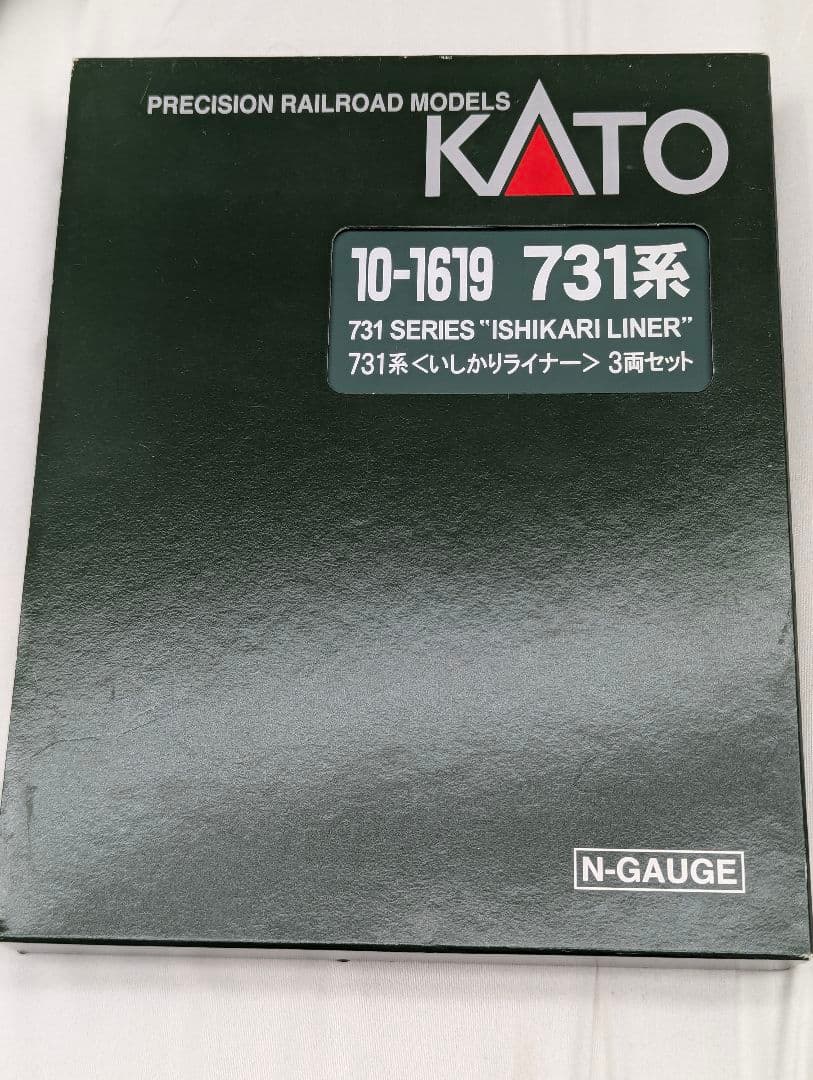 PRECISION RAILROAD MODELS
KATO
10-1619 731系
731 SERIES "ISHIKARI LINER"
731系<いしかりライナー> 3両セット
N-GAUGE